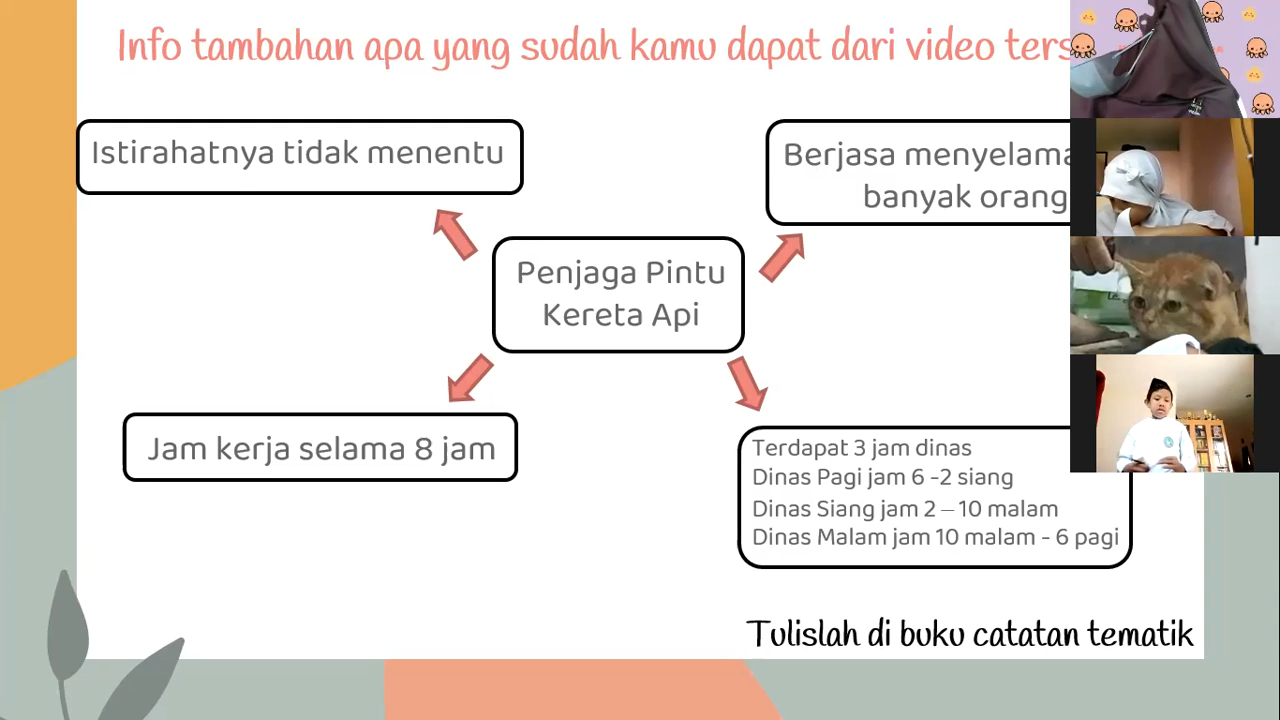 Info tambahan apa yang sudah kamu dapat dari video
Istirahatnya tidak menentu
Berjasa
banyak orang
Penjaga Pintu
Kereta Api
Jam kerja selama 8 jam
Terdapat 3 jam dinas
Dinas Pagi jam 6 -2 siang
Dinas Siang jam 2 – 10 malam
Dinas Malam jam 10 malam - 6 pagi
Tulislah di buku catatan tematik